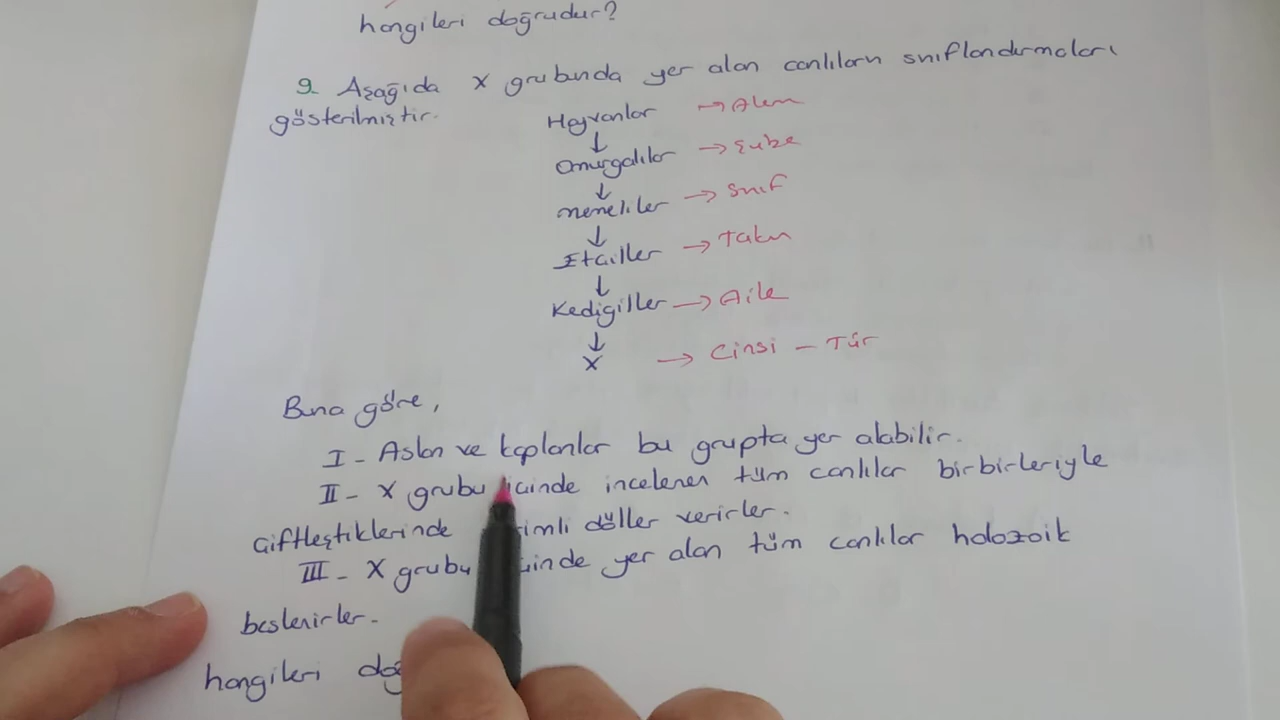 hangileri doğrudur?
9. Aşağıda X grubunda yer alan canlıların sınıflandırmaları
gösterilmiştir.
Hayvanlar → Alem
↓
Omurgalılar → Şube
↓
memeliler → Sınıf
↓
Etçiller → Takım
↓
Kedigiller → Aile
↓
X → Cinsi - Tür
Buna göre,
I - Aslan ve kaplanlar bu grupta yer alabilir.
II - X grubu içinde incelenen tüm canlılar birbirleriyle
çiftleştiklerinde döller verirler.
III - X grubu yer alan tüm canlılar holozoik
beslenirler.
hangileri